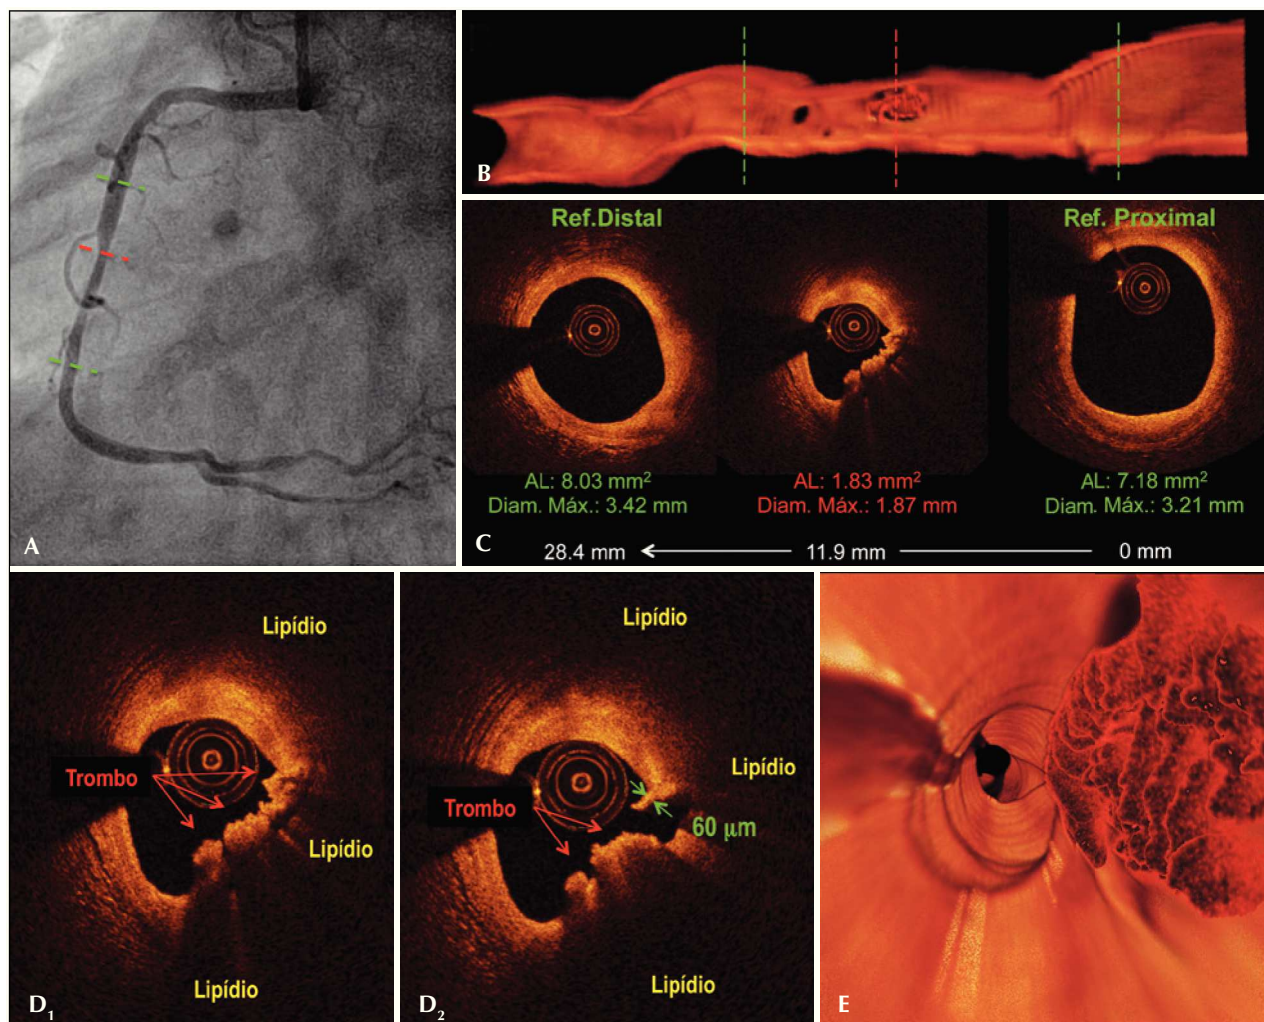 A
B
Ref.Distal
Ref. Proximal
AL: 8.03 mm²
Diam. Máx.: 3.42 mm
AL: 1.83 mm²
Diam. Máx.: 1.87 mm
AL: 7.18 mm²
Diam. Máx.: 3.21 mm
C
28.4 mm
11.9 mm
0 mm
Lipídio
Trombo
Lipídio
Lipídio
D₁
Lipídio
Lipídio
Trombo
60 μm
Lipídio
D₂
E